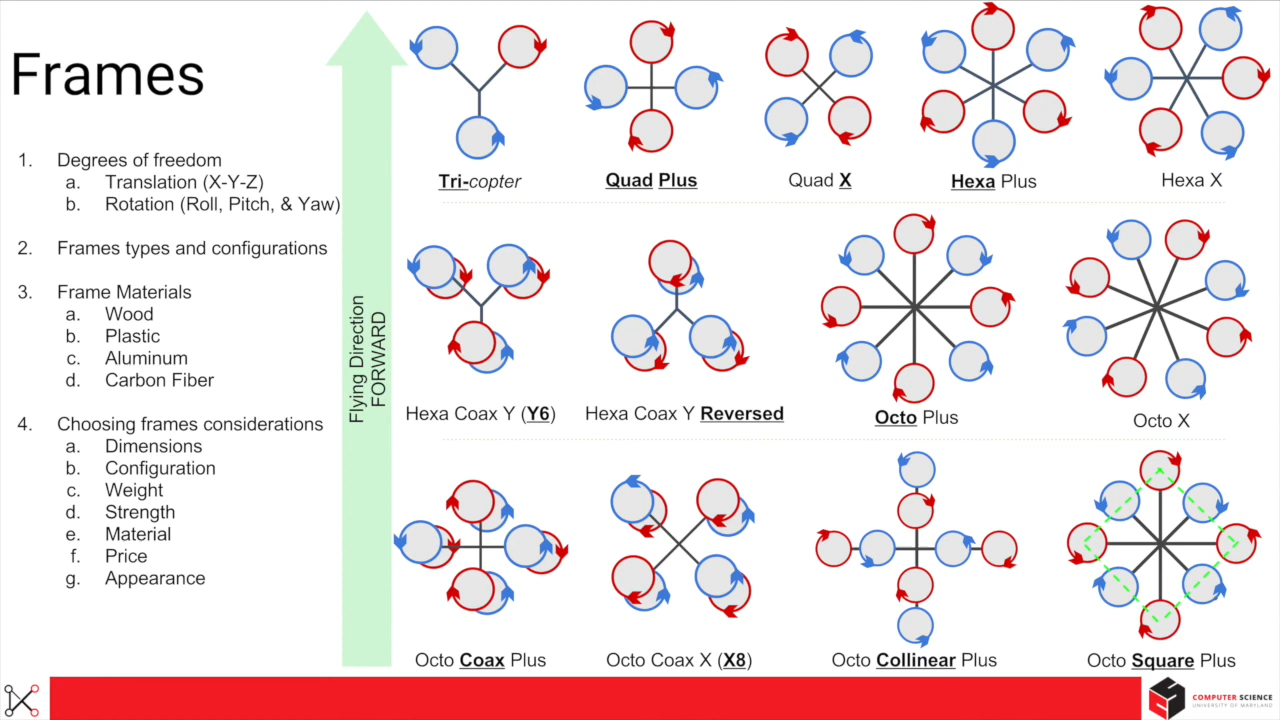 Frames
1. Degrees of freedom
a. Translation (X-Y-Z)
b. Rotation (Roll, Pitch, & Yaw)
2. Frames types and configurations
3. Frame Materials
a. Wood
b. Plastic
c. Aluminum
d. Carbon Fiber
4. Choosing frames considerations
a. Dimensions
b. Configuration
c. Weight
d. Strength
e. Material
f. Price
g. Appearance
Flying Direction
FORWARD
Tri-copter
Quad Plus
Quad X
Hexa Plus
Hexa X
Hexa Coax Y (Y6)
Hexa Coax Y Reversed
Octo Plus
Octo X
Octo Coax Plus
Octo Coax X (X8)
Octo Collinear Plus
Octo Square Plus
COMPUTER SCIENCE
UNIVERSITY OF MARYLAND